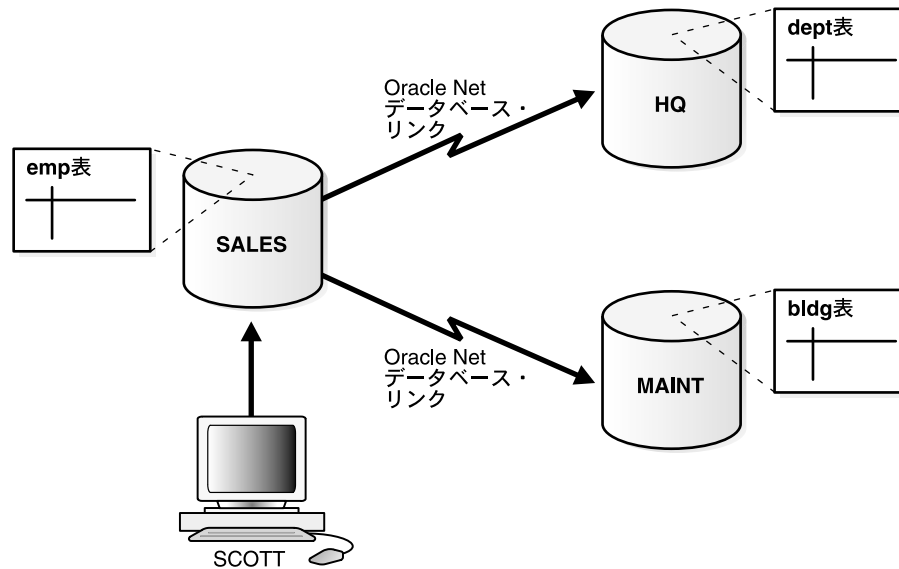 dept表
Oracle Net
データベース・
リンク
HQ
emp表
SALES
bldg表
Oracle Net
データベース・
リンク
MAINT
SCOTT